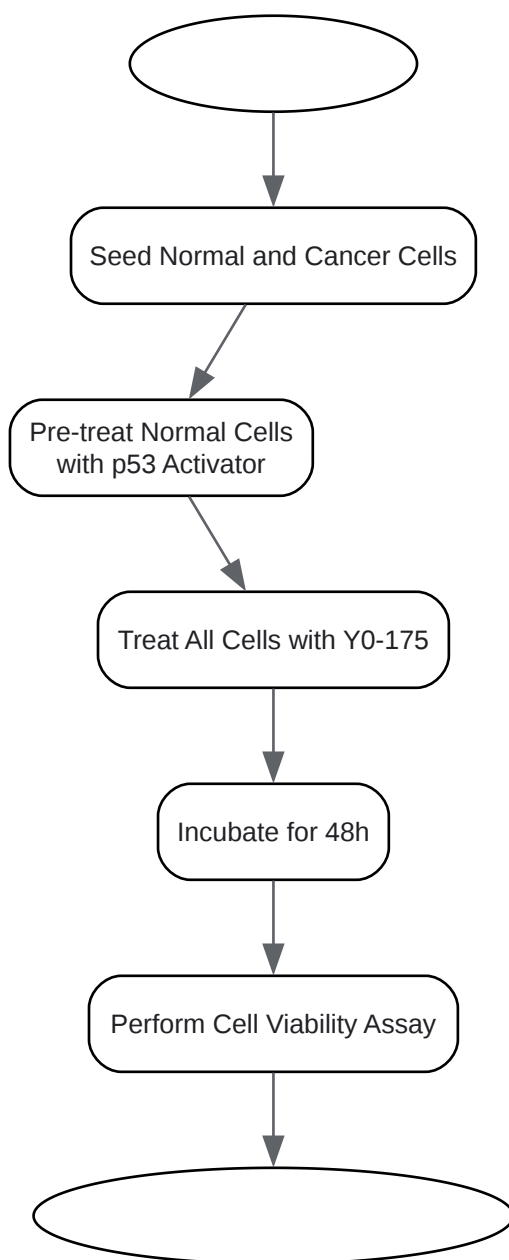 Seed Normal and Cancer Cells
Pre-treat Normal Cells
with p53 Activator
Treat All Cells with Y0-175
Incubate for 48h
Perform Cell Viability Assay